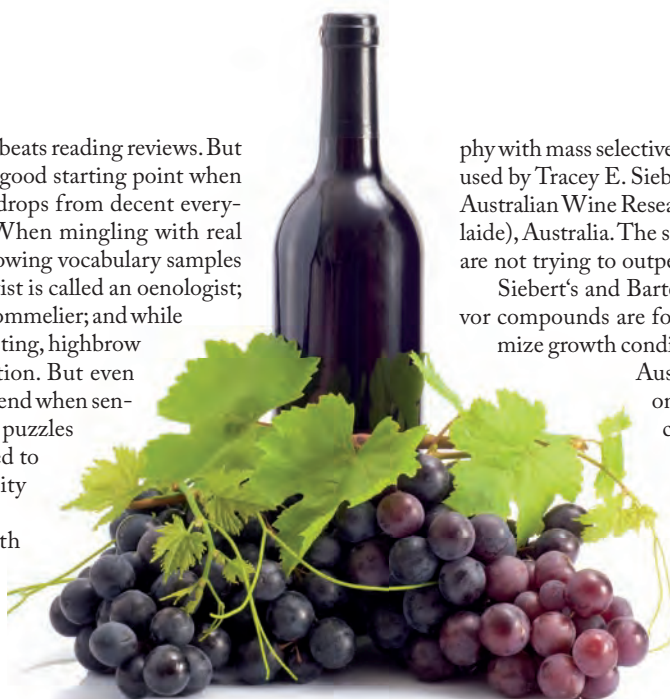 beats reading reviews. But
good starting point when
drops from decent every-
When mingling with real
owing vocabulary samples
ist is called an oenologist;
ommelier; and while
ting, highbrow
tion. But even
end when sen-
puzzles
ed to
ity
th
phy with mass selective
used by Tracey E. Sieb
Australian Wine Resea
laide), Australia. The s
are not trying to outpe
Siebert‘s and Barto
vor compounds are fo
mize growth condi
Aus
on
c